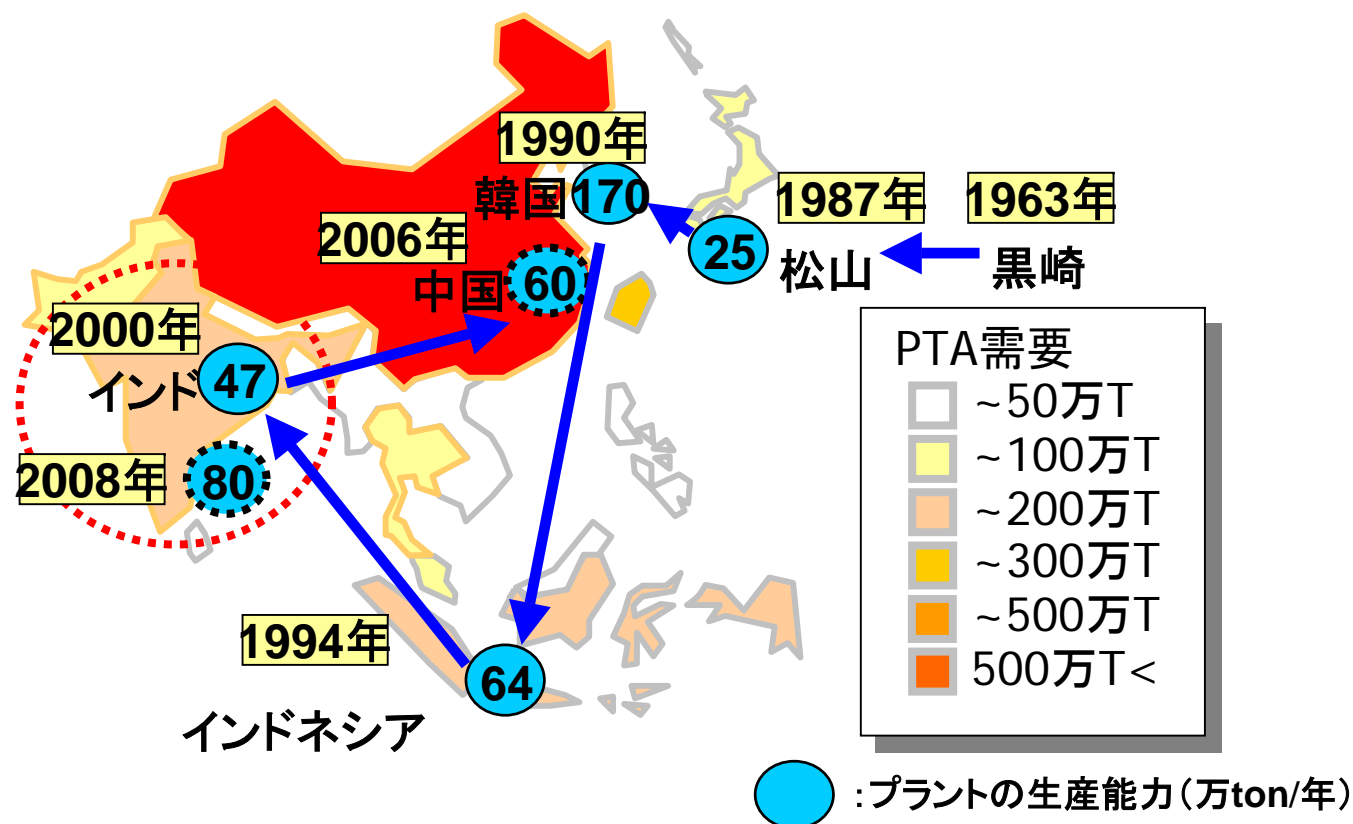 1990年
韓国 170
1987年
1963年
2006年
25
松山
黒崎
中国 60
2000年
インド 47
2008年
80
1994年
64
インドネシア
PTA需要
~50万T
~100万T
~200万T
~300万T
~500万T
500万T<
:プラントの生産能力(万ton/年)